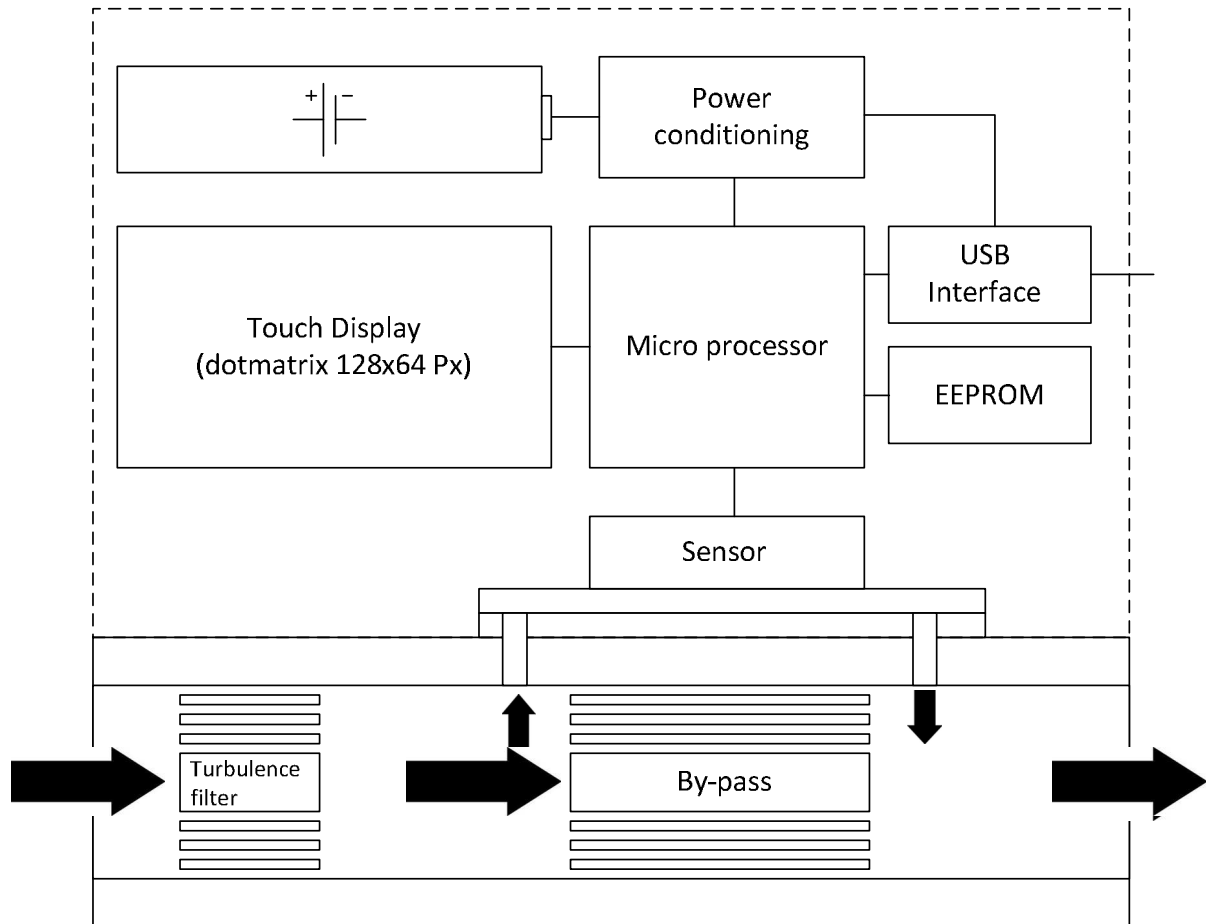 + −
Power
conditioning
USB
Interface
Touch Display
(dotmatrix 128x64 Px)
Micro processor
EEPROM
Sensor
Turbulence
filter
By-pass